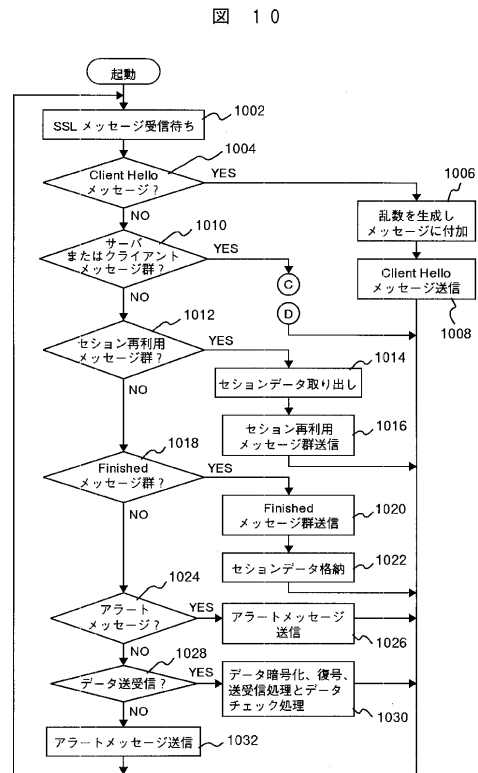 図 10
起動
1002
SSL メッセージ受信待ち
1004
Client Hello
メッセージ？
YES
NO
1006
乱数を生成し
メッセージに付加
Client Hello
メッセージ送信
1008
1010
サーバ
またはクライアント
メッセージ群？
YES
NO
C
D
1012
セション再利用
メッセージ群？
YES
NO
1014
セションデータ取り出し
セション再利用
メッセージ群送信
1016
1018
Finished
メッセージ群？
YES
NO
Finished
メッセージ群送信
1020
セションデータ格納
1022
1024
アラート
メッセージ？
YES
NO
アラートメッセージ
送信
1026
1028
データ送受信？
YES
NO
データ暗号化、復号、
送受信処理とデータ
チェック処理
1030
アラートメッセージ送信
1032